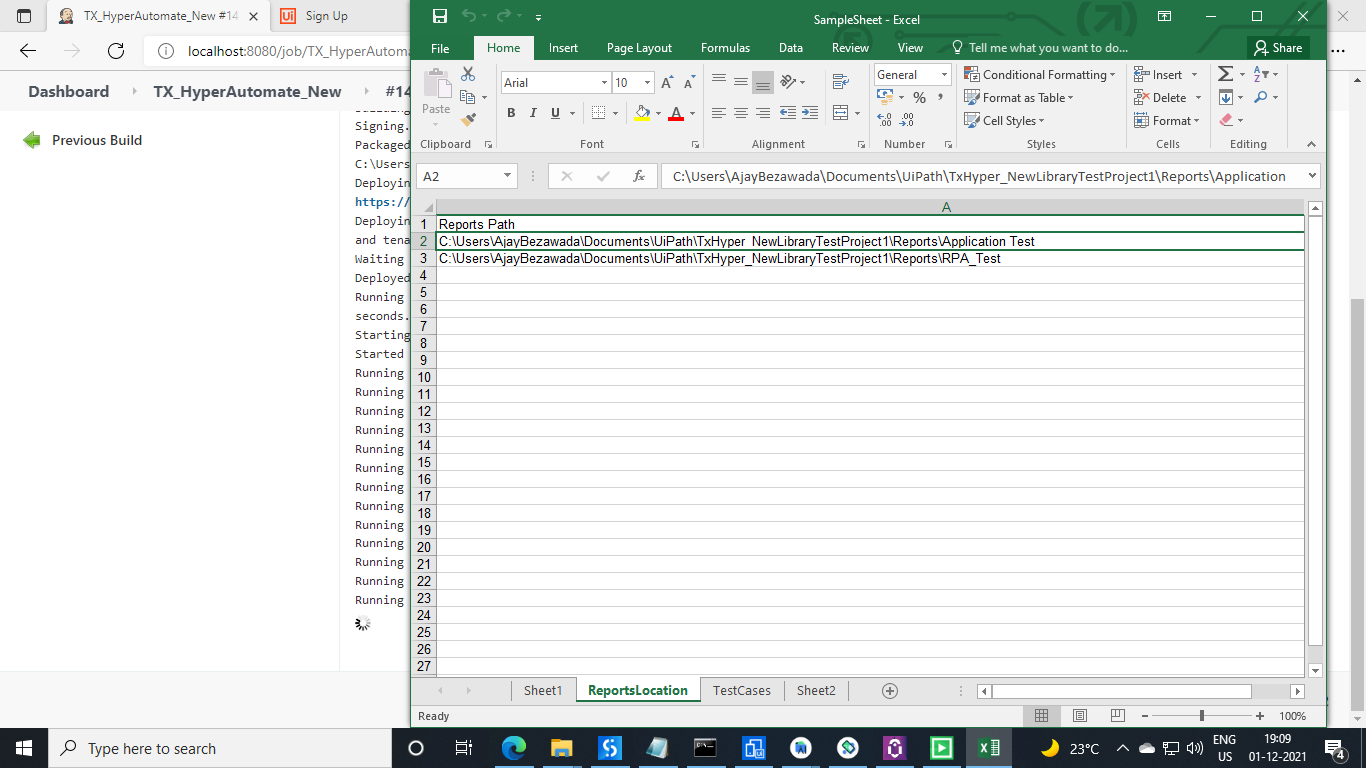 TX_HyperAutomate_New #14
Sign Up
localhost:8080/job/TX_HyperAutoma
Dashboard
TX_HyperAutomate_New
#14
Previous Build
Signing.
Packaged
C:\Users
Deployin
https://
Deployin
and tena
Waiting
Deployed
Running
seconds.
Starting
Started
Running
Running
Running
Running
Running
Running
Running
Running
Running
Running
Running
Running
Running
SampleSheet - Excel
File
Home
Insert
Page Layout
Formulas
Data
Review
View
Tell me what you want to do...
Share
Paste
Clipboard
Arial
10
B I U
A
Font
Alignment
General
%
Number
Conditional Formatting
Format as Table
Cell Styles
Styles
Insert
Delete
Format
Cells
Editing
A2
fx
C:\Users\AjayBezawada\Documents\UiPath\TxHyper_NewLibraryTestProject1\Reports\Application
A
1 Reports Path
2 C:\Users\AjayBezawada\Documents\UiPath\TxHyper_NewLibraryTestProject1\Reports\Application Test
3 C:\Users\AjayBezawada\Documents\UiPath\TxHyper_NewLibraryTestProject1\Reports\RPA_Test
4
5
6
7
8
9
10
11
12
13
14
15
16
17
18
19
20
21
22
23
24
25
26
27
Sheet1
ReportsLocation
TestCases
Sheet2
Ready
100%
Type here to search
23°C
ENG
US
19:09
01-12-2021
4